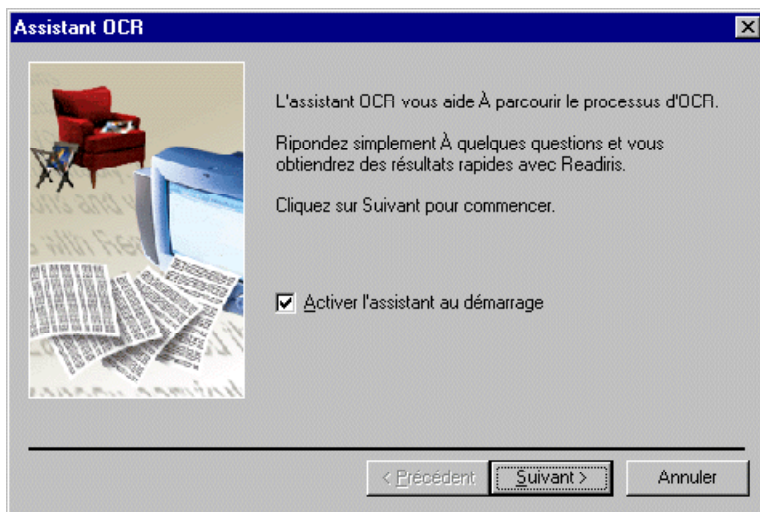 Assistant OCR
L'assistant OCR vous aide À parcourir le processus d'OCR.
Ripondez simplement À quelques questions et vous
obtiendrez des résultats rapides avec Readiris.
Cliquez sur Suivant pour commencer.
Activer l'assistant au démarrage
< Précédent
Suivant >
Annuler